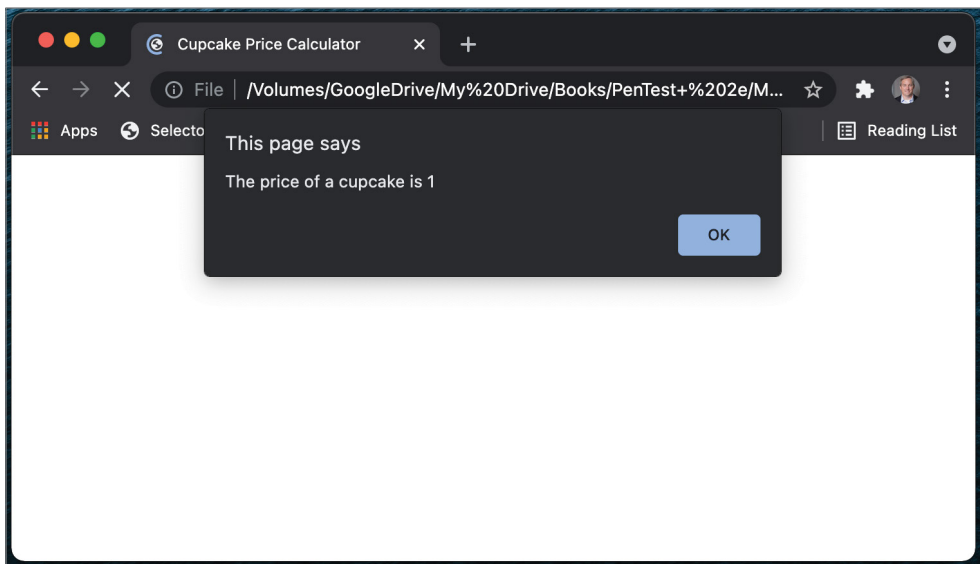 Cupcake Price Calculator
File | /Volumes/GoogleDrive/My%20Drive/Books/PenTest+%202e/M...
Apps Selecto Reading List
This page says
The price of a cupcake is 1
OK